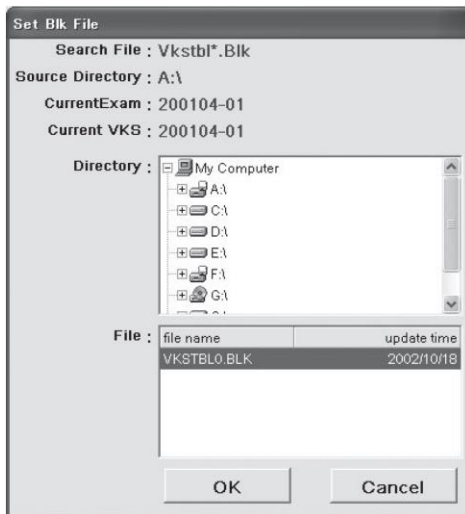 Set Blk File
Search File : Vkstbl*.Blk
Source Directory : A:\
CurrentExam : 200104-01
Current VKS : 200104-01
Directory :
My Computer
A:\
C:\
D:\
E:\
F:\
G:\
File :
file name update time
VKSTBL0.BLK 2002/10/18
OK Cancel